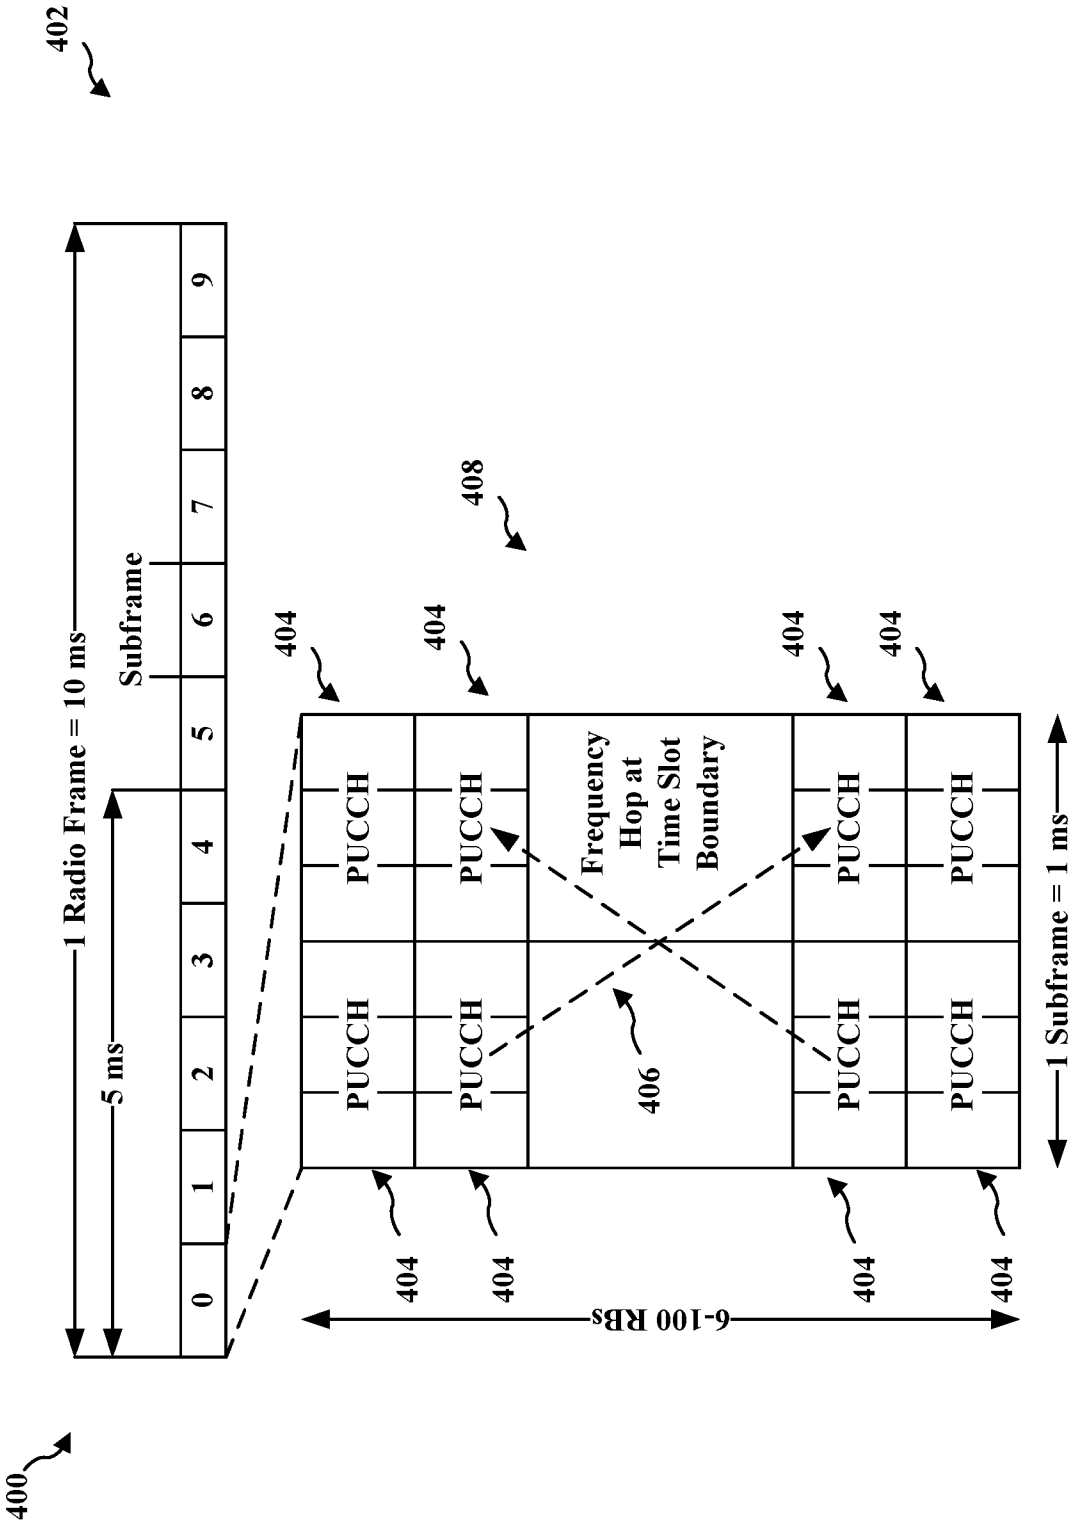 400
402
1 Radio Frame = 10 ms
5 ms
Subframe
0 1 2 3 4 5 6 7 8 9
404
PUCCH PUCCH
404
404
PUCCH PUCCH
404
408
Frequency
Hop at
Time Slot
Boundary
406
6-100 RBs
404
PUCCH PUCCH
404
404
PUCCH PUCCH
404
1 Subframe = 1 ms